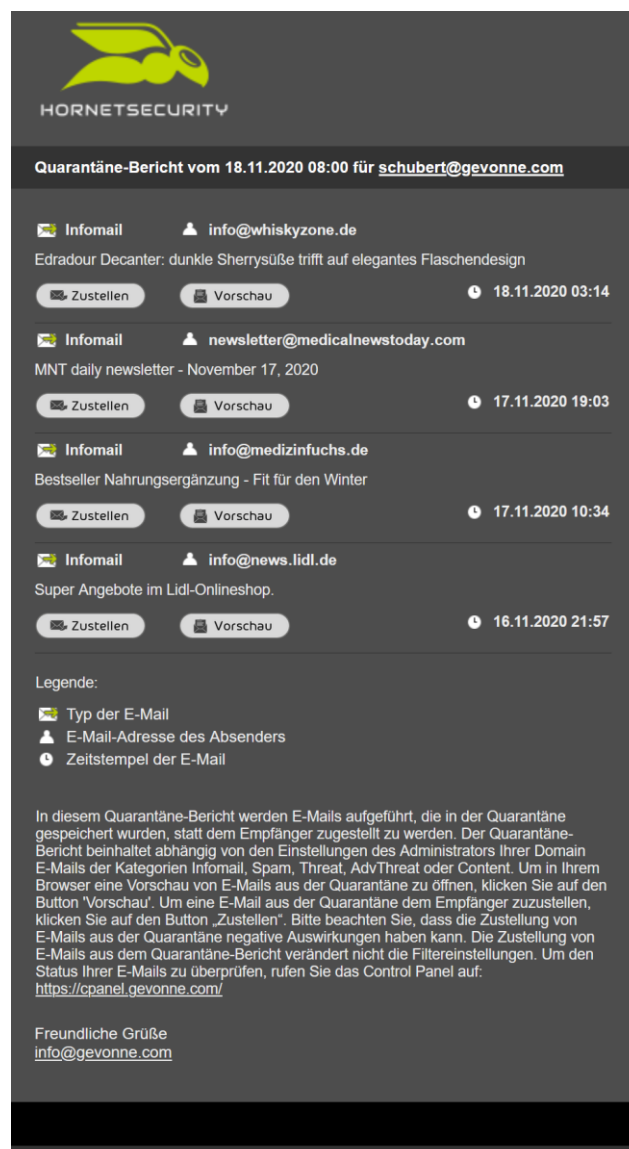 HORNETSECURITY
Quarantäne-Bericht vom 18.11.2020 08:00 für schubert@gevonne.com
Infomail info@whiskyzone.de
Edradour Decanter: dunkle Sherrysüße trifft auf elegantes Flaschendesign
Zustellen Vorschau 18.11.2020 03:14
Infomail newsletter@medicalnewstoday.com
MNT daily newsletter - November 17, 2020
Zustellen Vorschau 17.11.2020 19:03
Infomail info@medizinfuchs.de
Bestseller Nahrungsergänzung - Fit für den Winter
Zustellen Vorschau 17.11.2020 10:34
Infomail info@news.lidl.de
Super Angebote im Lidl-Onlineshop.
Zustellen Vorschau 16.11.2020 21:57
Legende:
Typ der E-Mail
E-Mail-Adresse des Absenders
Zeitstempel der E-Mail
In diesem Quarantäne-Bericht werden E-Mails aufgeführt, die in der Quarantäne
gespeichert wurden, statt dem Empfänger zugestellt zu werden. Der Quarantäne-
Bericht beinhaltet abhängig von den Einstellungen des Administrators Ihrer Domain
E-Mails der Kategorien Infomail, Spam, Threat, AdvThreat oder Content. Um in Ihrem
Browser eine Vorschau von E-Mails aus der Quarantäne zu öffnen, klicken Sie auf den
Button 'Vorschau'. Um eine E-Mail aus der Quarantäne dem Empfänger zuzustellen,
klicken Sie auf den Button „Zustellen“. Bitte beachten Sie, dass die Zustellung von
E-Mails aus der Quarantäne negative Auswirkungen haben kann. Die Zustellung von
E-Mails aus dem Quarantäne-Bericht verändert nicht die Filtereinstellungen. Um den
Status Ihrer E-Mails zu überprüfen, rufen Sie das Control Panel auf:
https://cpanel.gevonne.com/
Freundliche Grüße
info@gevonne.com